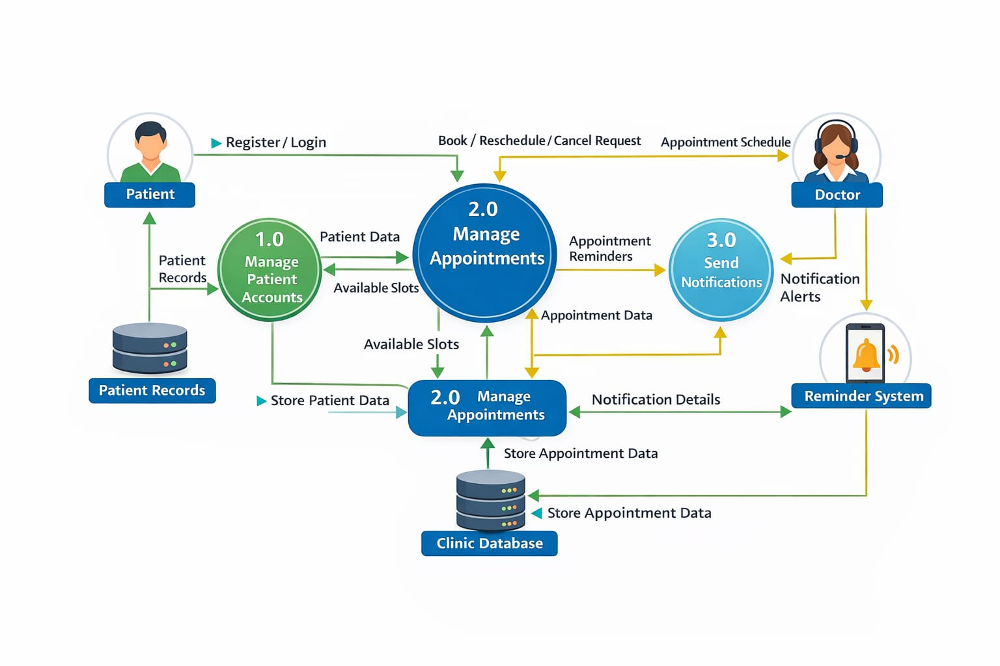 Register / Login
Book / Reschedule / Cancel Request
Appointment Schedule
Patient
Doctor
2.0
Manage
Appointments
1.0
Manage
Patient
Accounts
Patient Data
Available Slots
Patient
Records
Appointment
Reminders
3.0
Send
Notifications
Notification
Alerts
Appointment Data
Available Slots
Patient Records
Store Patient Data
2.0 Manage
Appointments
Notification Details
Reminder System
Store Appointment Data
Store Appointment Data
Clinic Database